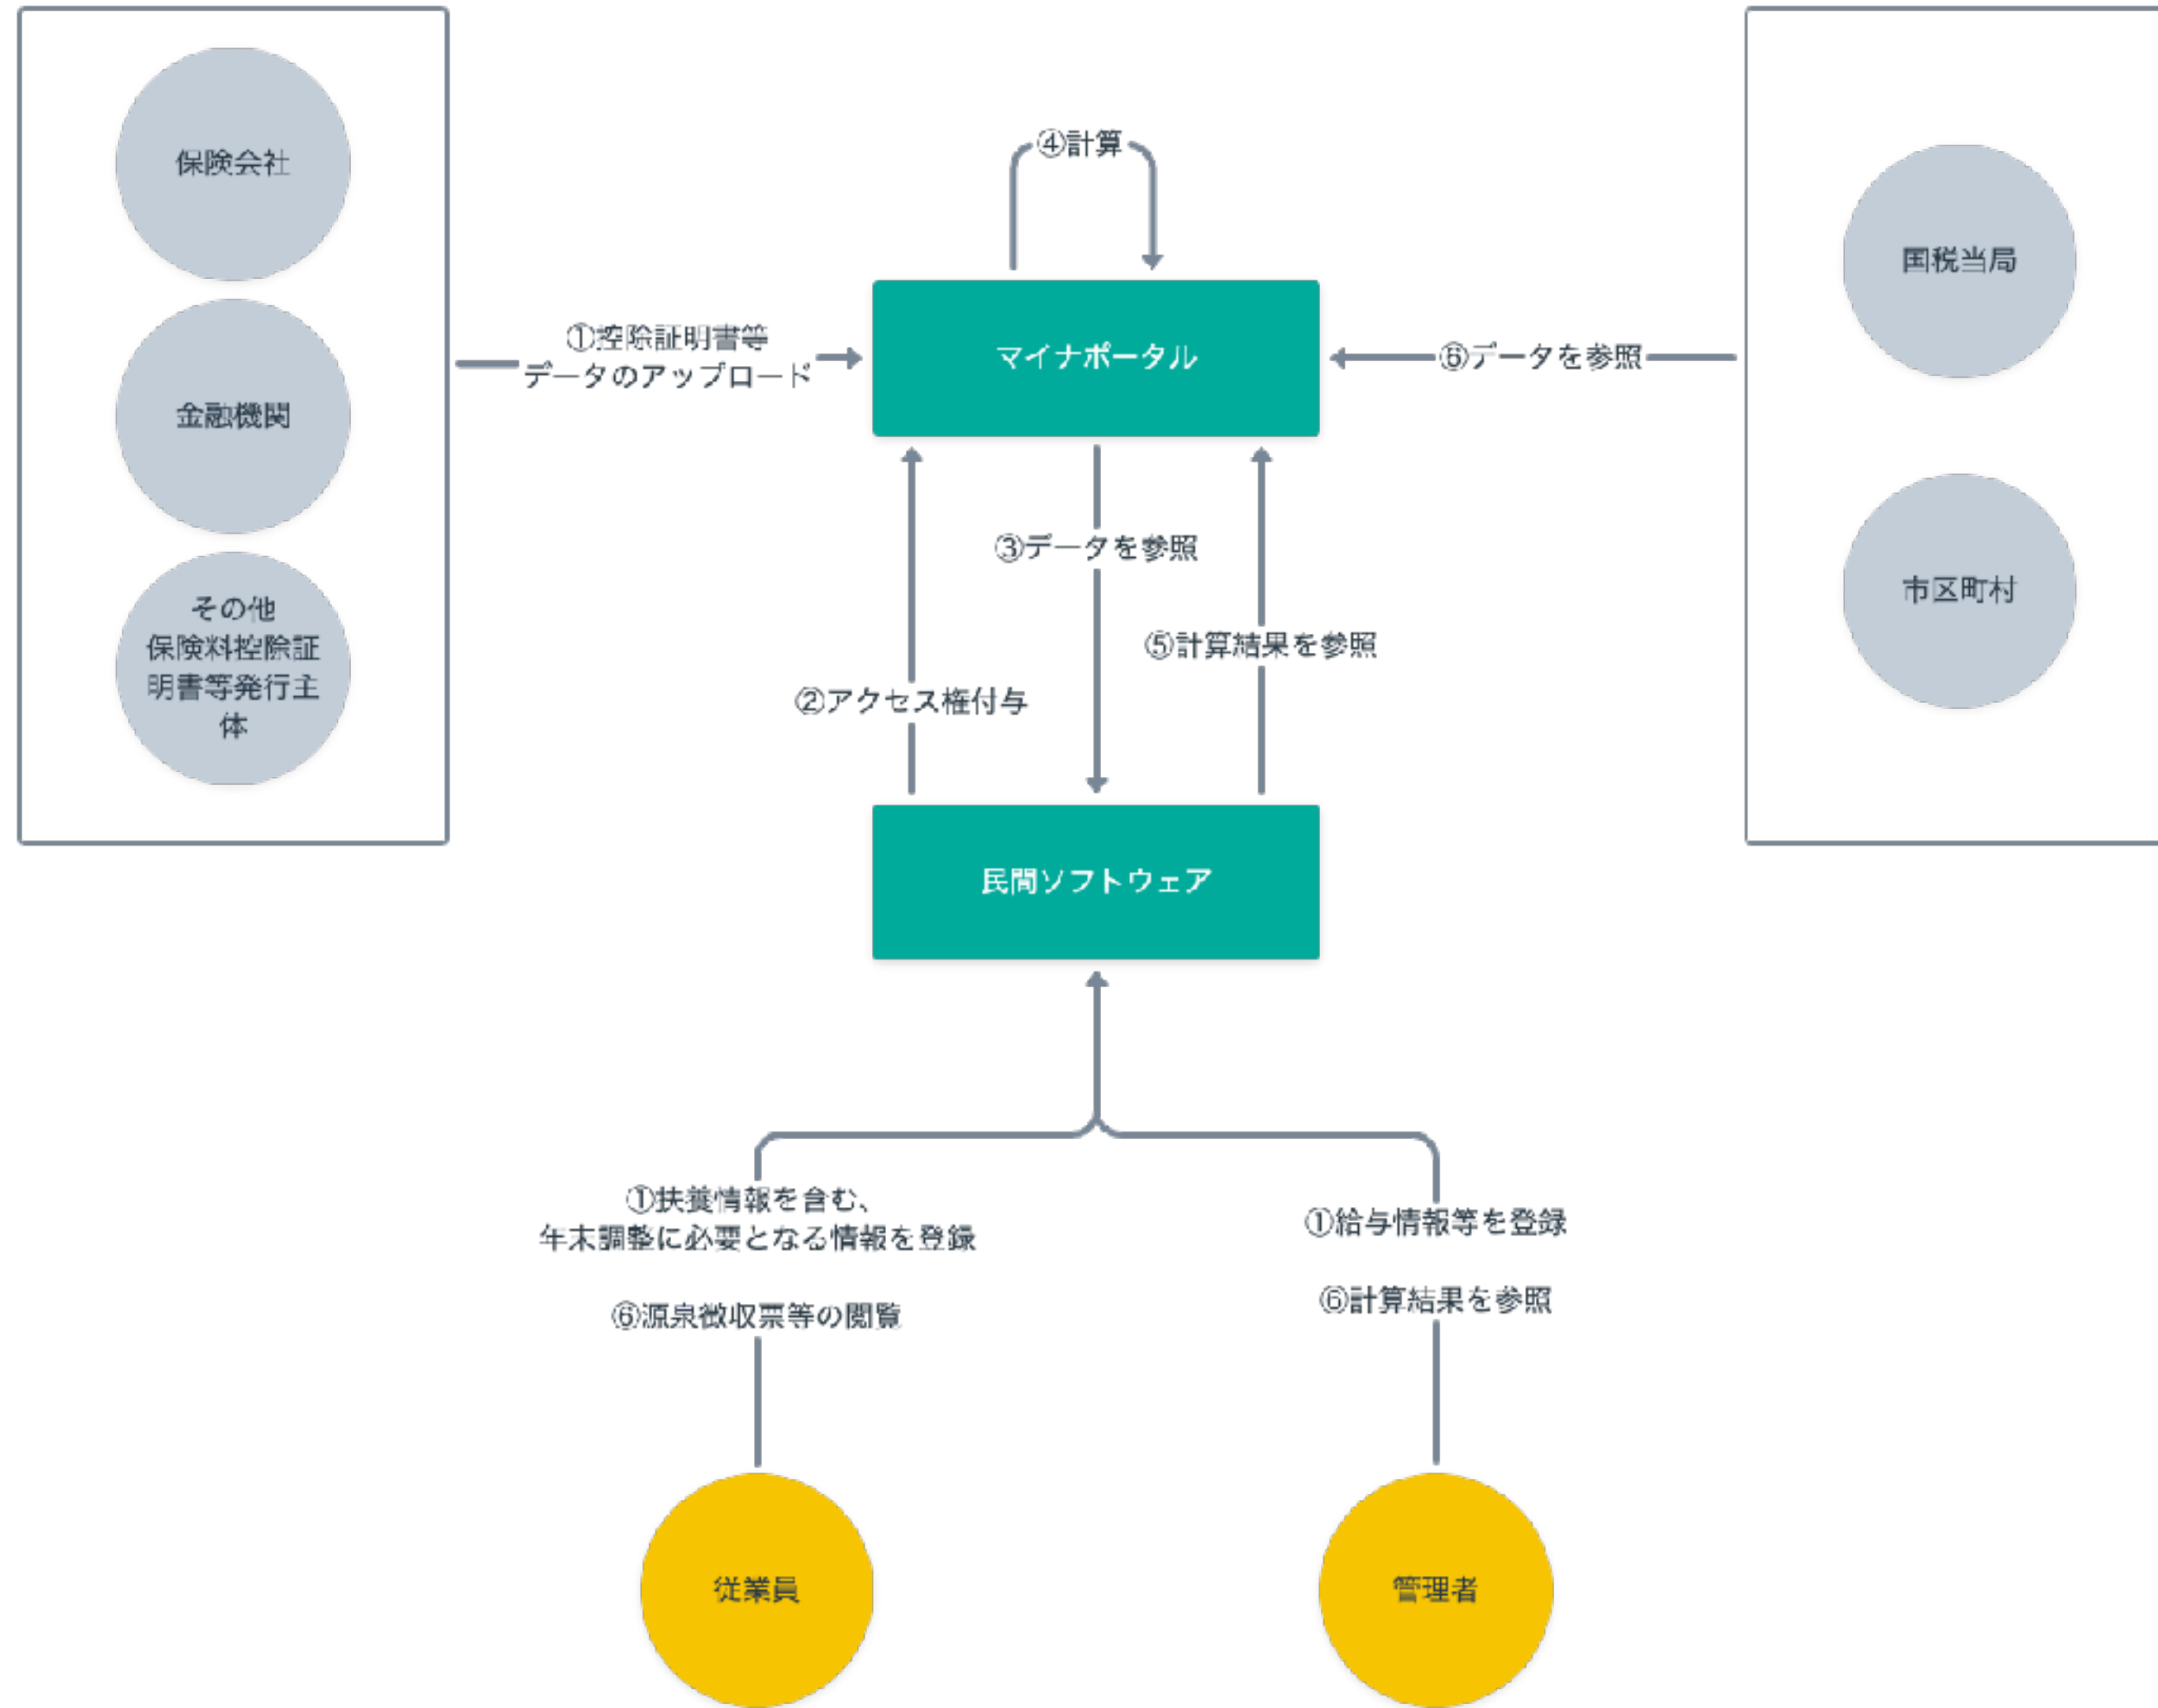 保険会社
金融機関
その他
保険料控除証
明書等発行主
体
①控除証明書等
データのアップロード
④計算
マイナポータル
⑥データを参照
国税当局
市区町村
③データを参照
⑤計算結果を参照
②アクセス権付与
民間ソフトウェア
①扶養情報を含む、
年末調整に必要となる情報を登録
⑥源泉徴収票等の閲覧
①給与情報等を登録
⑥計算結果を参照
従業員
管理者